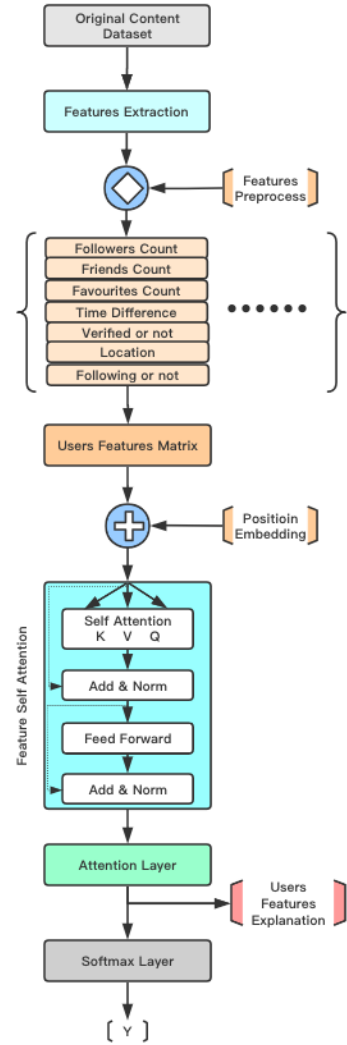 Original Content
Dataset
Features Extraction
Features
Preprocess
Followers Count
Friends Count
Favourites Count
Time Difference
Verified or not
Location
Following or not
Users Features Matrix
Positioin
Embedding
Feature Self Attention
Self Attention
K V Q
Add & Norm
Feed Forward
Add & Norm
Attention Layer
Users
Features
Explanation
Softmax Layer
[ Y ]